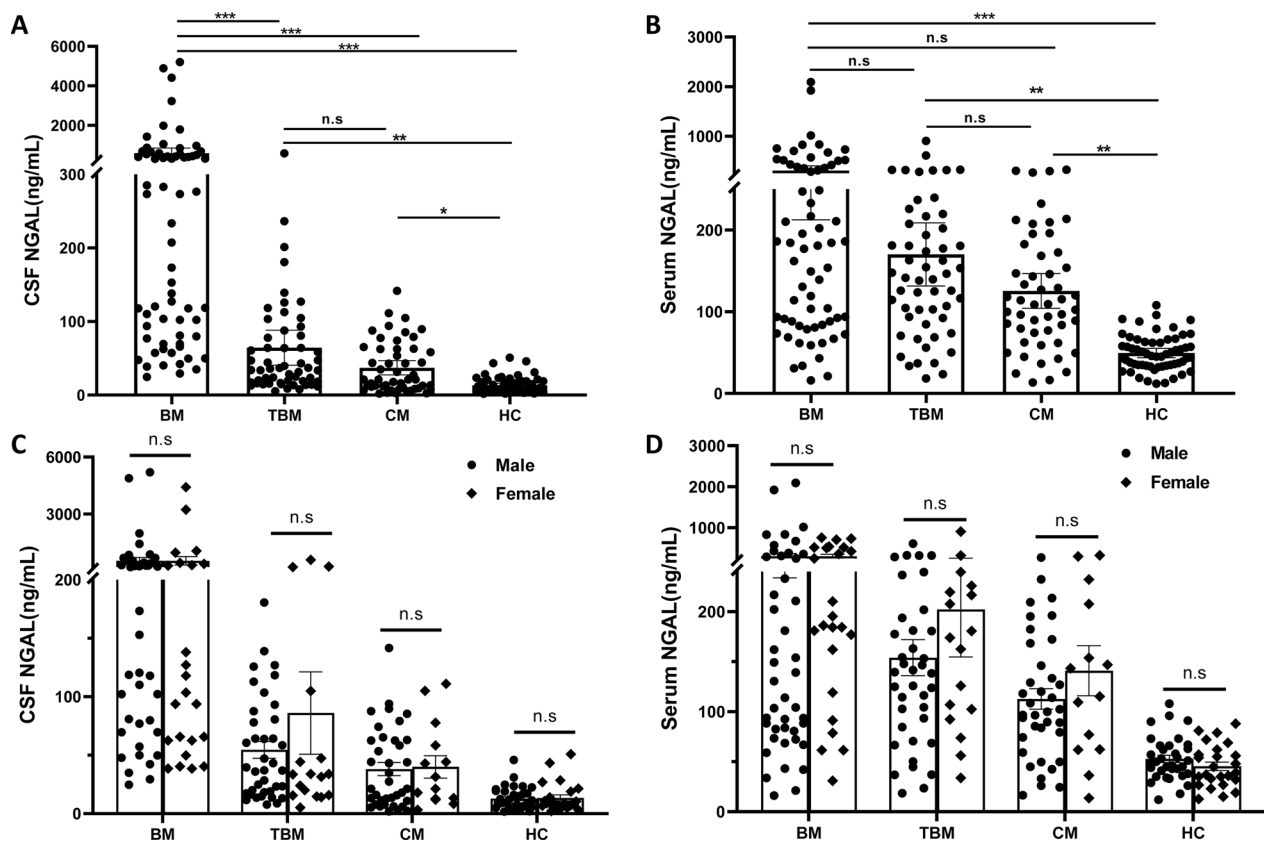 A
***
***
***
n.s
**
*
CSF NGAL(ng/mL)
6000
4000
2000
300
200
100
0
BM TBM CM HC
B
***
n.s
n.s
**
n.s
**
Serum NGAL(ng/mL)
3000
2000
1000
200
100
0
BM TBM CM HC
C
n.s
n.s
n.s
n.s
Male
Female
CSF NGAL(ng/mL)
6000
3000
200
100
0
BM TBM CM HC
D
n.s
n.s
n.s
n.s
Male
Female
Serum NGAL(ng/mL)
3000
2000
1000
200
100
0
BM TBM CM HC